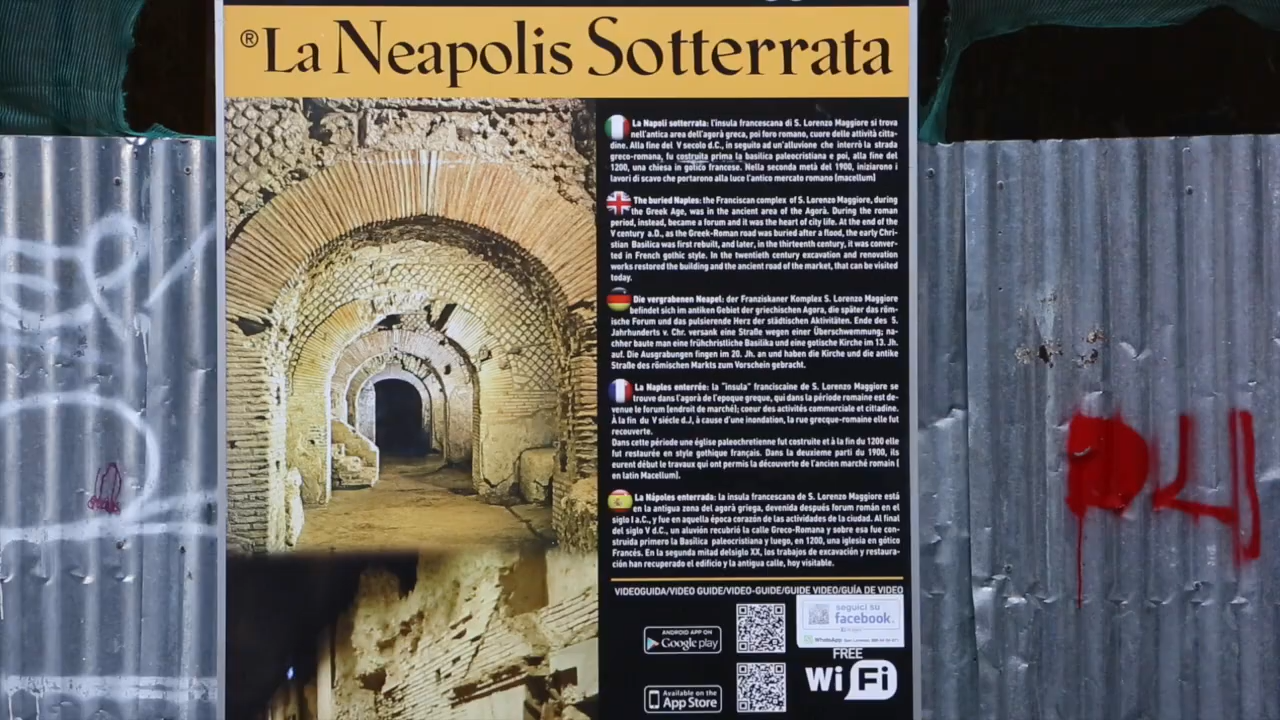 ® La Neapolis Sotterrata
La Napoli sotterrata: l'insula francescana di S. Lorenzo Maggiore si trova
nell'antica area dell'agorà greca, poi foro romano, cuore delle attività citta-
dine. Alla fine del V secolo d.C., in seguito ad un'alluvione che interrò la strada
greco-romana, fu costruita prima la basilica paleocristiana e poi, alla fine del
1200, una chiesa in gotico francese. Nella seconda metà del 1900, iniziarono i
lavori di scavo che portarono alla luce l'antico mercato romano (macellum)
The buried Naples: the Franciscan complex of S. Lorenzo Maggiore, during
the Greek Age, was in the ancient area of the Agorà. During the roman
period, instead, became a forum and it was the heart of city life. At the end of the
V century a.D., as the Greek-Roman road was buried after a flood, the early Chri-
stian Basilica was first rebuilt, and later, in the thirteenth century, it was conver-
ted in French gothic style. In the twentieth century excavation and renovation
works restored the building and the ancient road of the market, that can be visited
today.
Die vergrabenen Neapel: der Franziskaner Komplex S. Lorenzo Maggiore
befindet sich im antiken Gebiet der griechischen Agora, die später das röm-
ische Forum und das pulsierende Herz der städtischen Aktivitäten. Ende des 5.
Jahrhunderts v. Chr. versank eine Straße wegen einer Überschwemmung; na-
chher baute man eine frühchristliche Basilika und eine gotische Kirche im 13. Jh.
auf. Die Ausgrabungen fingen im 20. Jh. an und haben die Kirche und die antike
Straße des römischen Markts zum Vorschein gebracht.
La Naples enterrée: la "insula" franciscaine de S. Lorenzo Maggiore se
trouve dans l'agorà de l'epoque greque, qui dans la période romaine est de-
venue le forum (endroit de marché); coeur des activités commerciale et citadine.
À la fin du V siécle d.J, à cause d'une inondation, la rue grecque-romaine elle fut
recouverte.
Dans cette période une église paleochretienne fut costruite et à la fin du 1200 elle
fut restaurée en style gothique français. Dans la deuxieme parti du 1900, ils
eurent début le travaux qui ont permis la découverte de l'ancien marché romain (
en latin Macellum).
La Nápoles enterrada: la insula francescana de S. Lorenzo Maggiore está
en la antigua zona del agorà griega, devenida después forum román en el
siglo I a.C., y fue en aquella época corazón de las actividades de la ciudad. Al final
del siglo V d.C., un aluvión recubrió la calle Greco-Romana y sobre esa fue con-
struida primero la Basílica paleocristiana y luego, en 1200, una iglesia en gótico
Francés. En la segunda mitad delsiglo XX, los trabajos de excavación y restaura-
ción han recuperado el edificio y la antigua calle, hoy visitable.
VIDEOGUIDA/VIDEO GUIDE/VIDEO-GUIDE/GUIDE VIDEO/GUÍA DE VIDEO
ANDROID APP ON
Google play
seguici su
facebook.
WhatsApp
FREE
Wi Fi
Available on the
App Store